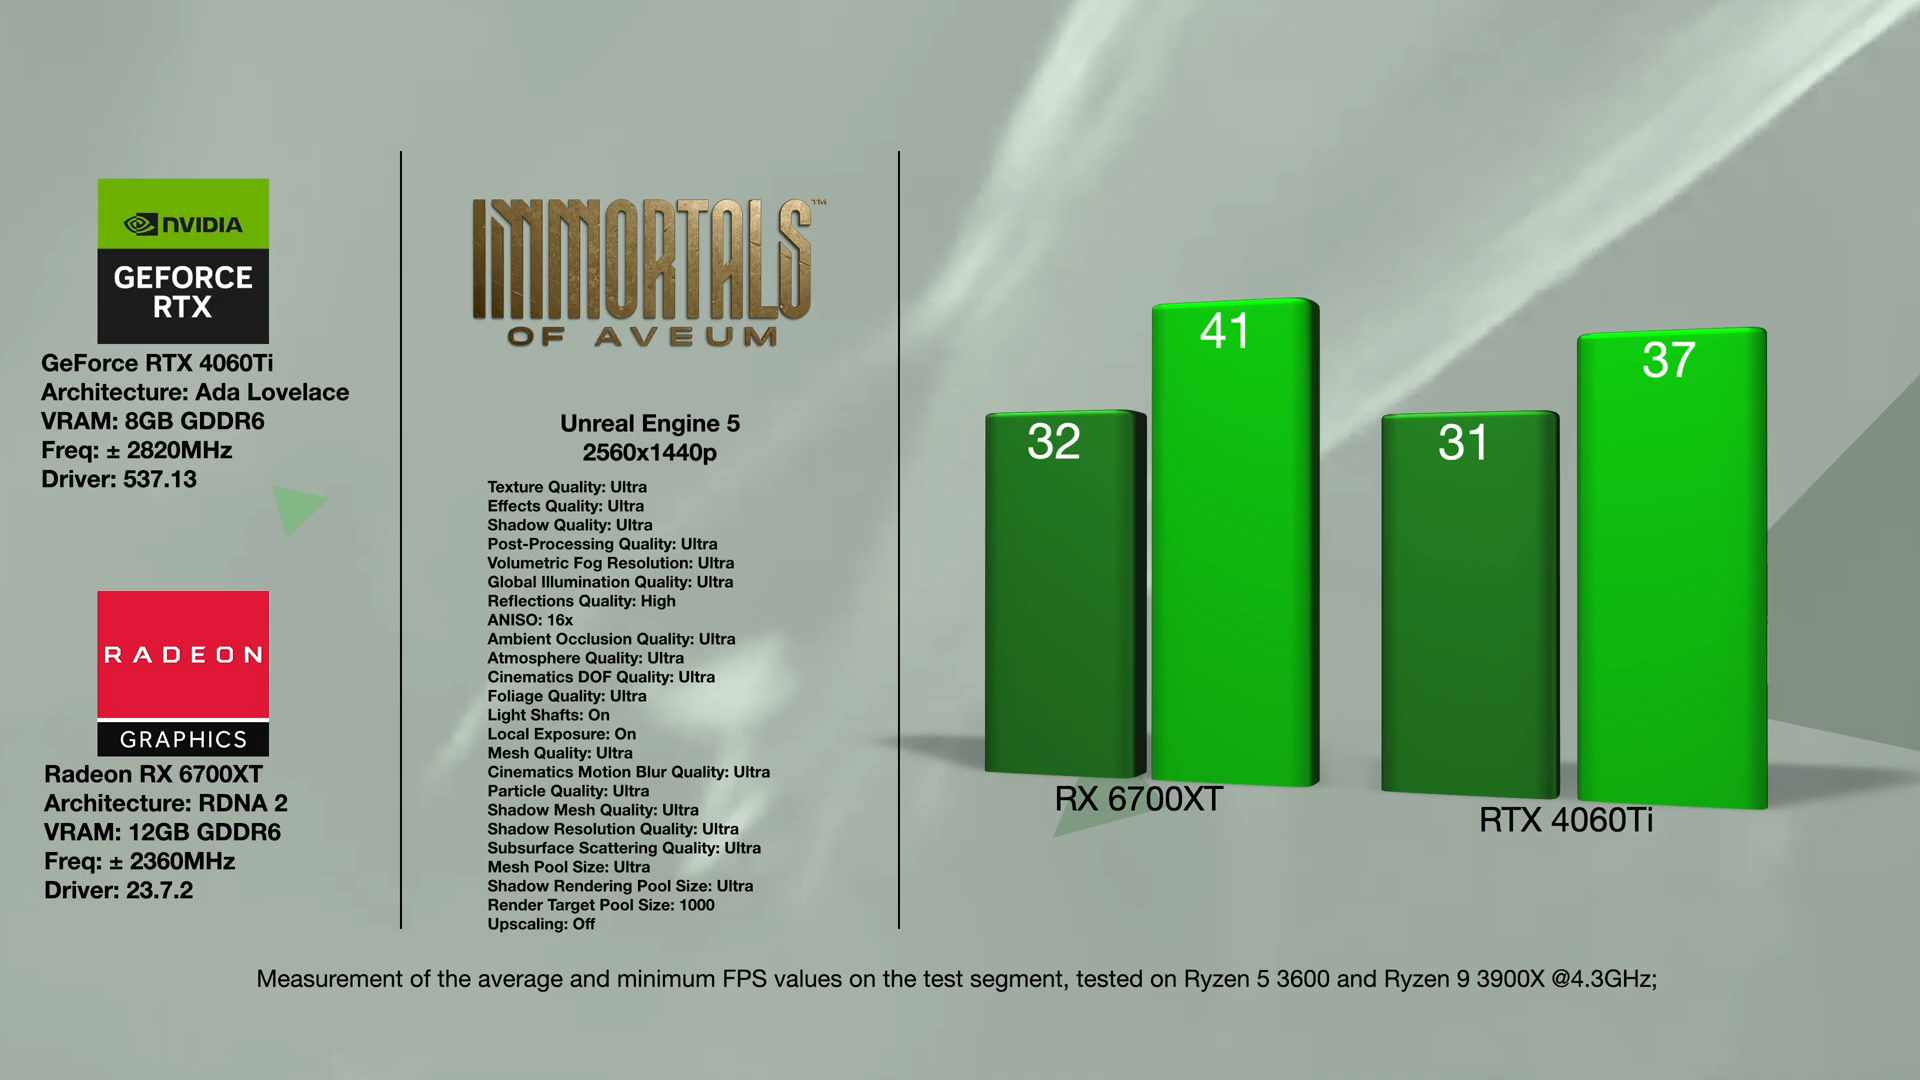 NVIDIA
GEFORCE
RTX
GeForce RTX 4060Ti
Architecture: Ada Lovelace
VRAM: 8GB GDDR6
Freq: ± 2820MHz
Driver: 537.13
RADEON
GRAPHICS
Radeon RX 6700XT
Architecture: RDNA 2
VRAM: 12GB GDDR6
Freq: ± 2360MHz
Driver: 23.7.2
IMMORTALS™
OF AVEUM
Unreal Engine 5
2560x1440p
Texture Quality: Ultra
Effects Quality: Ultra
Shadow Quality: Ultra
Post-Processing Quality: Ultra
Volumetric Fog Resolution: Ultra
Global Illumination Quality: Ultra
Reflections Quality: High
ANISO: 16x
Ambient Occlusion Quality: Ultra
Atmosphere Quality: Ultra
Cinematics DOF Quality: Ultra
Foliage Quality: Ultra
Light Shafts: On
Local Exposure: On
Mesh Quality: Ultra
Cinematics Motion Blur Quality: Ultra
Particle Quality: Ultra
Shadow Mesh Quality: Ultra
Shadow Resolution Quality: Ultra
Subsurface Scattering Quality: Ultra
Mesh Pool Size: Ultra
Shadow Rendering Pool Size: Ultra
Render Target Pool Size: 1000
Upscaling: Off
32
41
31
37
RX 6700XT
RTX 4060Ti
Measurement of the average and minimum FPS values on the test segment, tested on Ryzen 5 3600 and Ryzen 9 3900X @4.3GHz;